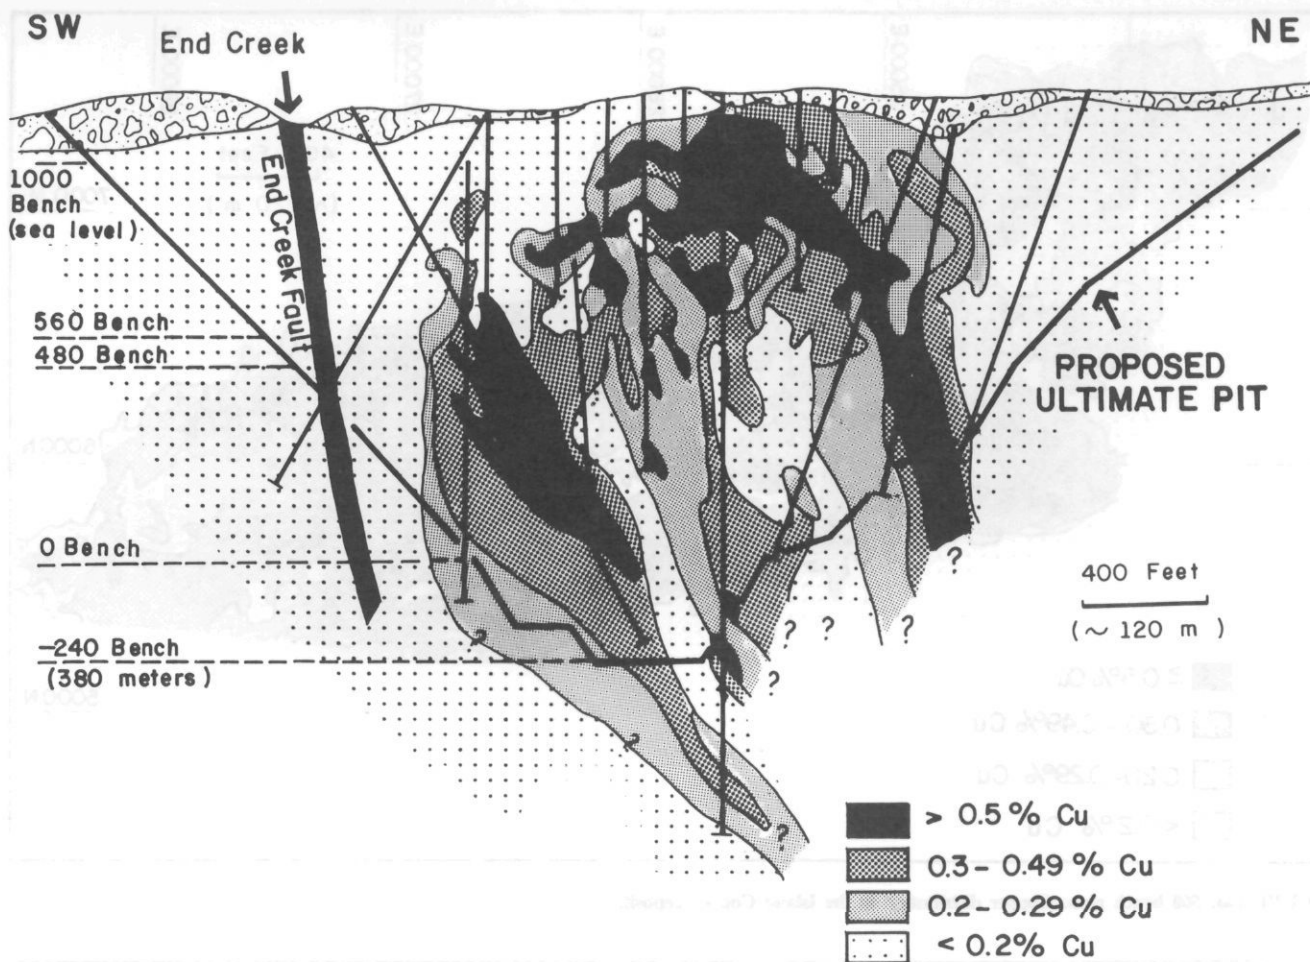 SW
NE
End Creek
End Creek Fault
1000
Bench
(sea level)
560 Bench
480 Bench
0 Bench
-240 Bench
(380 meters)
PROPOSED
ULTIMATE PIT
400 Feet
(~ 120 m)
?
?
?
?
?
?
?
?
> 0.5 % Cu
0.3 - 0.49 % Cu
0.2 - 0.29 % Cu
< 0.2% Cu